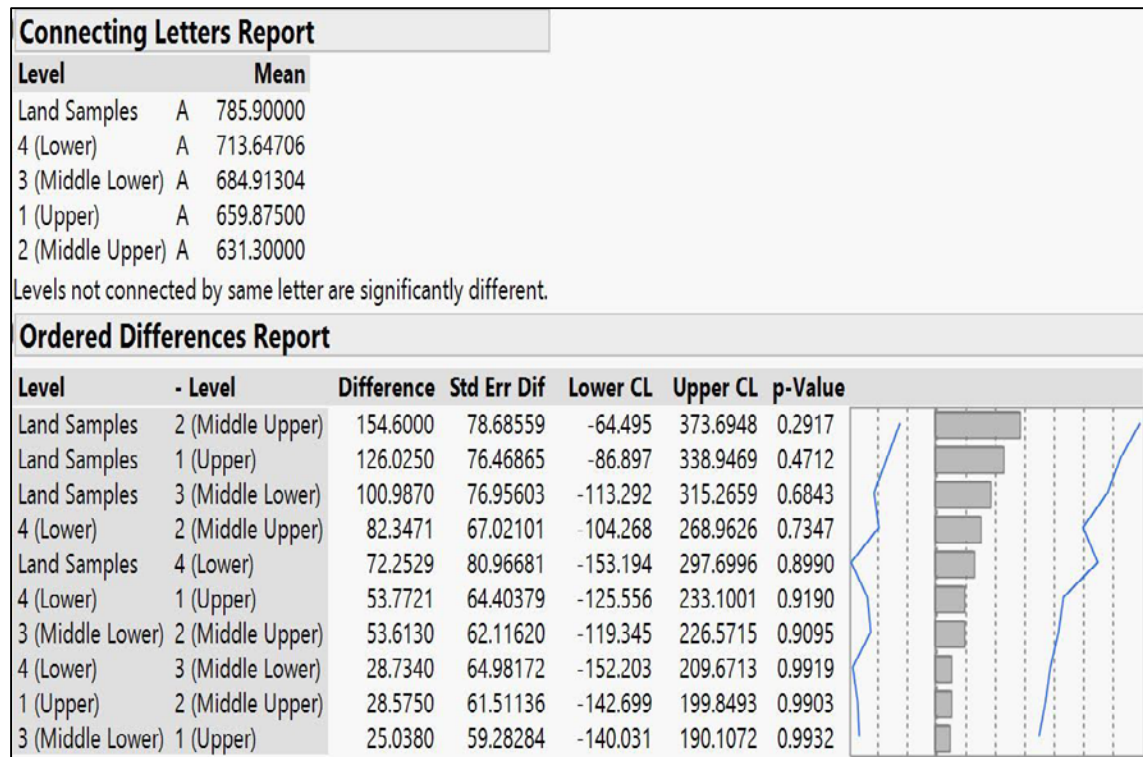 Connecting Letters Report
Level Mean
Land Samples A 785.90000
4 (Lower) A 713.64706
3 (Middle Lower) A 684.91304
1 (Upper) A 659.87500
2 (Middle Upper) A 631.30000
Levels not connected by same letter are significantly different.
Ordered Differences Report
Level - Level Difference Std Err Dif Lower CL Upper CL p-Value
Land Samples 2 (Middle Upper) 154.6000 78.68559 -64.495 373.6948 0.2917
Land Samples 1 (Upper) 126.0250 76.46865 -86.897 338.9469 0.4712
Land Samples 3 (Middle Lower) 100.9870 76.95603 -113.292 315.2659 0.6843
4 (Lower) 2 (Middle Upper) 82.3471 67.02101 -104.268 268.9626 0.7347
Land Samples 4 (Lower) 72.2529 80.96681 -153.194 297.6996 0.8990
4 (Lower) 1 (Upper) 53.7721 64.40379 -125.556 233.1001 0.9190
3 (Middle Lower) 2 (Middle Upper) 53.6130 62.11620 -119.345 226.5715 0.9095
4 (Lower) 3 (Middle Lower) 28.7340 64.98172 -152.203 209.6713 0.9919
1 (Upper) 2 (Middle Upper) 28.5750 61.51136 -142.699 199.8493 0.9903
3 (Middle Lower) 1 (Upper) 25.0380 59.28284 -140.031 190.1072 0.9932